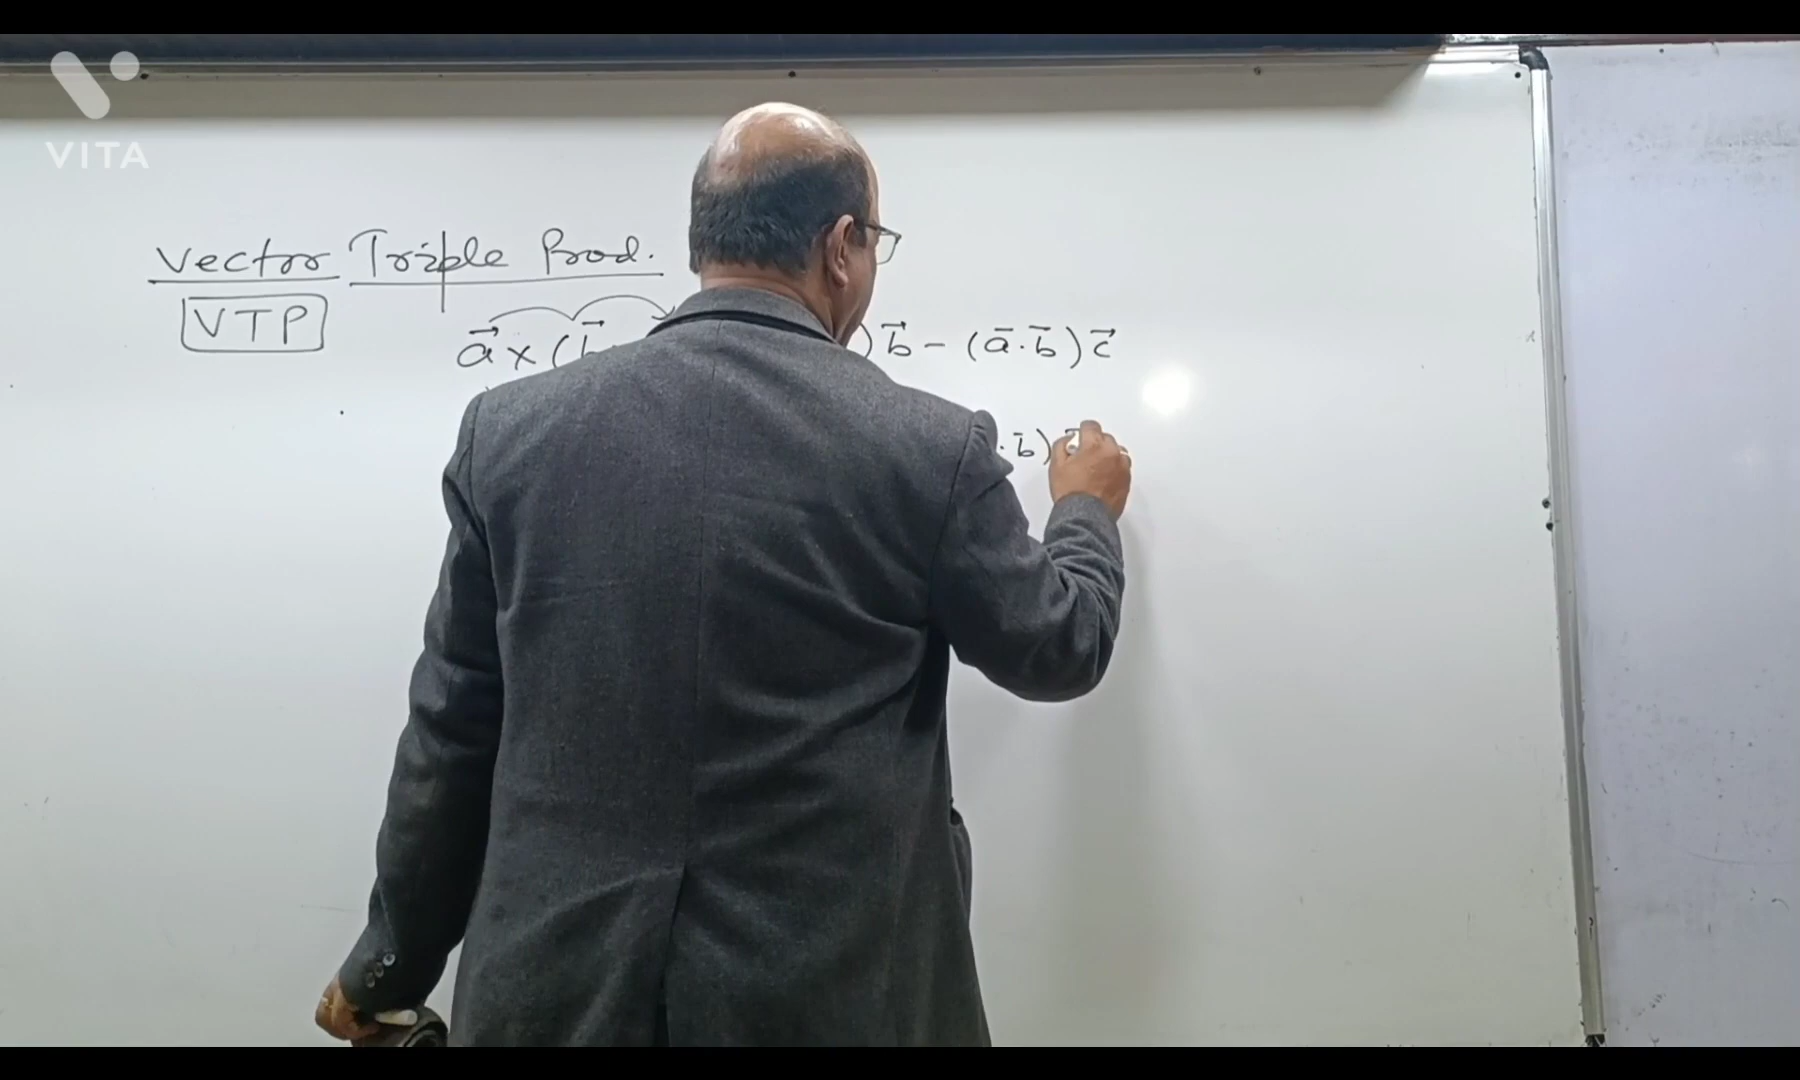 VITA
Vector Triple Prod.
VTP
a⃗ × (b⃗ ) b⃗ - (a̅ . b̅) c⃗
. b̅)